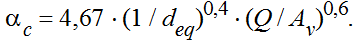 α_c = 4,67 · (1 / d_eq)^0,4 · (Q / A_v)^0,6.